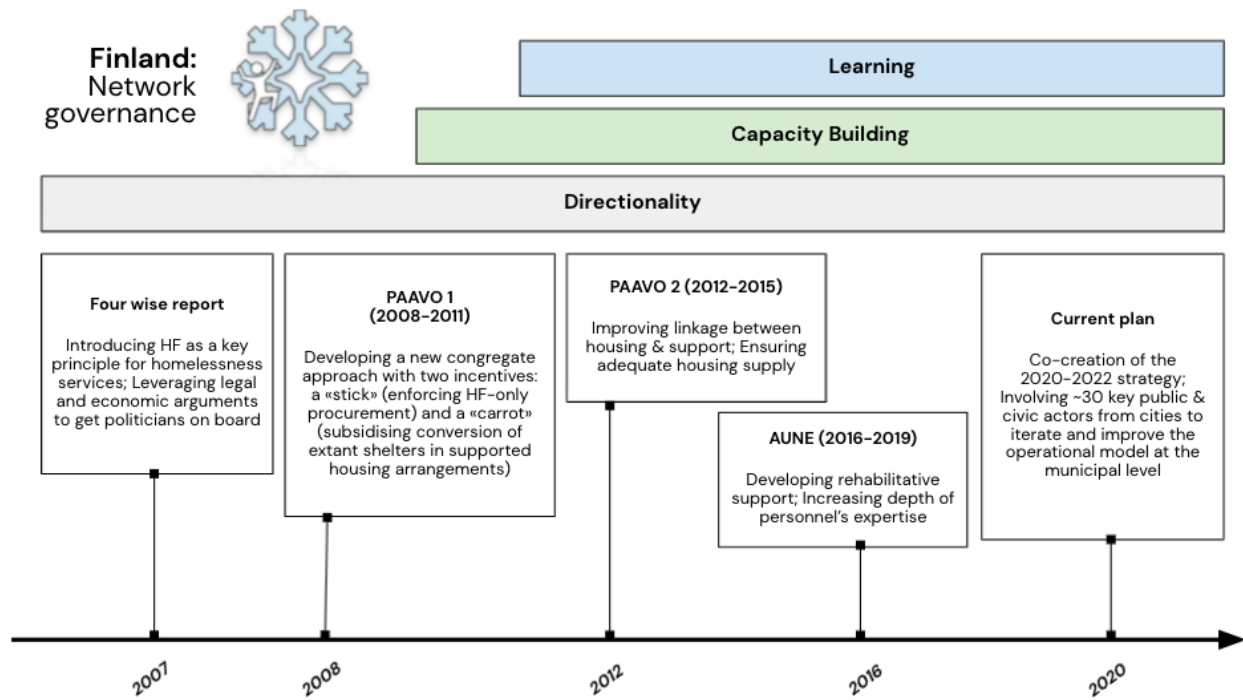 Finland:
Network
governance
Learning
Capacity Building
Directionality
Four wise report
Introducing HF as a key
principle for homelessness
services; Leveraging legal
and economic arguments
to get politicians on board
PAAVO 1
(2008-2011)
Developing a new congregate
approach with two incentives:
a «stick» (enforcing HF-only
procurement) and a «carrot»
(subsidising conversion of
extant shelters in supported
housing arrangements)
PAAVO 2 (2012-2015)
Improving linkage between
housing & support; Ensuring
adequate housing supply
AUNE (2016-2019)
Developing rehabilitative
support; Increasing depth of
personnel's expertise
Current plan
Co-creation of the
2020-2022 strategy;
Involving ~30 key public &
civic actors from cities to
iterate and improve the
operational model at the
municipal level
2007
2008
2012
2016
2020